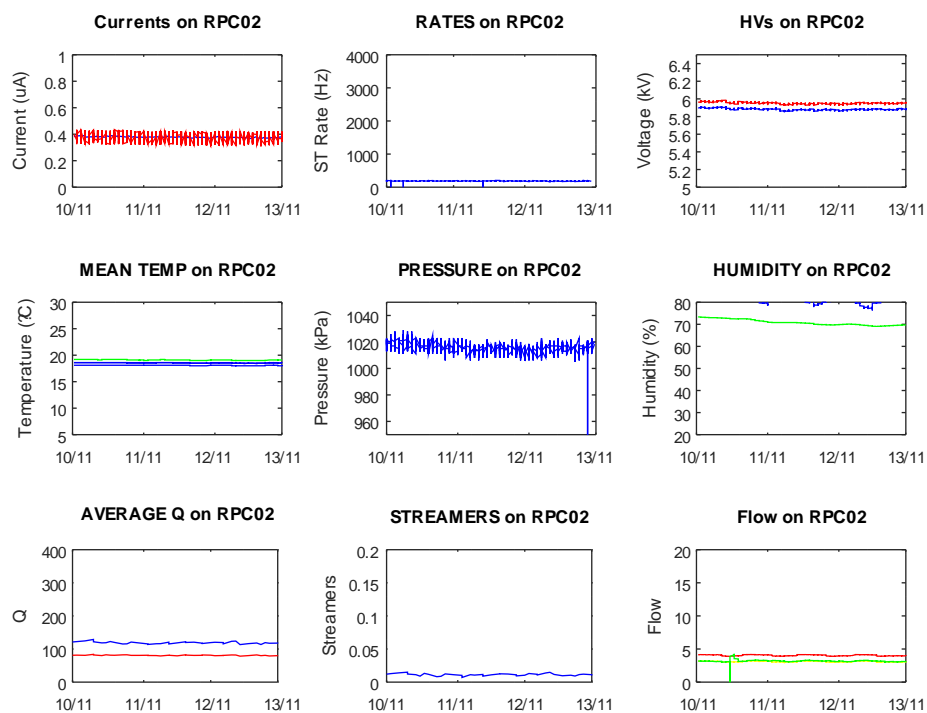 Currents on RPC02
RATES on RPC02
HVs on RPC02
Current (uA)
1
0.8
0.6
0.4
0.2
0
10/11 11/11 12/11 13/11
ST Rate (Hz)
4000
3000
2000
1000
0
10/11 11/11 12/11 13/11
Voltage (kV)
6.4
6.2
6
5.8
5.6
5.4
5.2
5
10/11 11/11 12/11 13/11
MEAN TEMP on RPC02
PRESSURE on RPC02
HUMIDITY on RPC02
Temperature (?C)
30
25
20
15
10
5
10/11 11/11 12/11 13/11
Pressure (kPa)
1040
1020
1000
980
960
10/11 11/11 12/11 13/11
Humidity (%)
80
70
60
50
40
30
20
10/11 11/11 12/11 13/11
AVERAGE Q on RPC02
STREAMERS on RPC02
Flow on RPC02
Q
400
300
200
100
0
10/11 11/11 12/11 13/11
Streamers
0.2
0.15
0.1
0.05
0
10/11 11/11 12/11 13/11
Flow
20
15
10
5
0
10/11 11/11 12/11 13/11